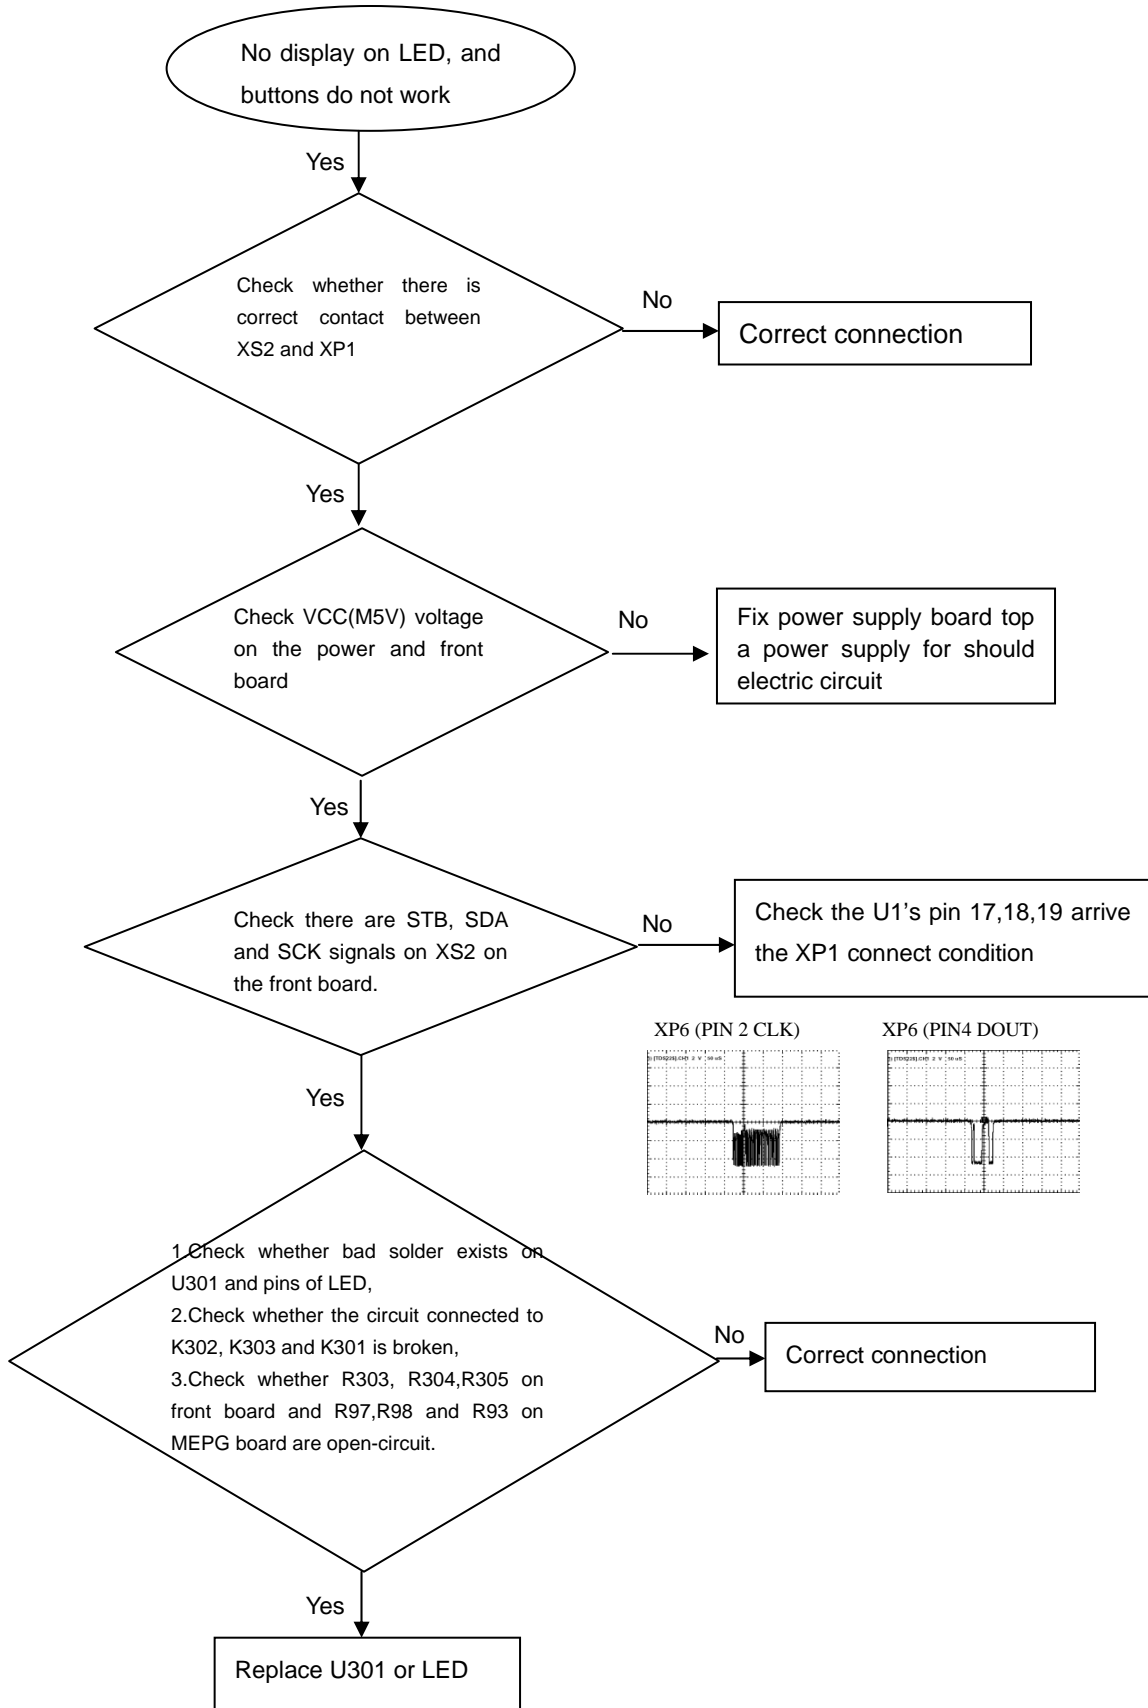 No display on LED, and
buttons do not work
Yes
Check whether there is
correct contact between
XS2 and XP1
No
Correct connection
Yes
Check VCC(M5V) voltage
on the power and front
board
No
Fix power supply board top
a power supply for should
electric circuit
Yes
Check there are STB, SDA
and SCK signals on XS2 on
the front board.
No
Check the U1's pin 17,18,19 arrive
the XP1 connect condition
XP6 (PIN 2 CLK)
XP6 (PIN4 DOUT)
Yes
1.Check whether bad solder exists on
U301 and pins of LED,
2.Check whether the circuit connected to
K302, K303 and K301 is broken,
3.Check whether R303, R304,R305 on
front board and R97,R98 and R93 on
MEPG board are open-circuit.
No
Correct connection
Yes
Replace U301 or LED